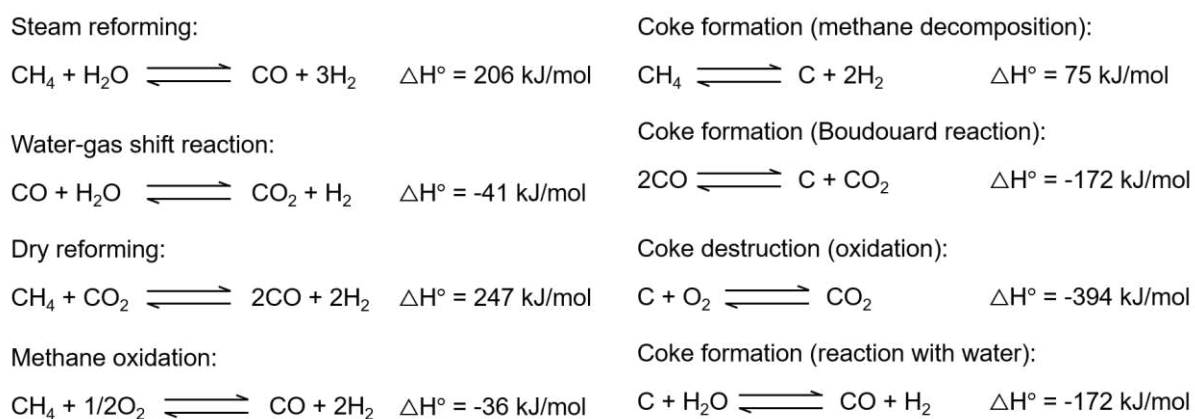 Steam reforming:
CH₄ + H₂O ⇌ CO + 3H₂ △H° = 206 kJ/mol
Water-gas shift reaction:
CO + H₂O ⇌ CO₂ + H₂ △H° = -41 kJ/mol
Dry reforming:
CH₄ + CO₂ ⇌ 2CO + 2H₂ △H° = 247 kJ/mol
Methane oxidation:
CH₄ + 1/2O₂ ⇌ CO + 2H₂ △H° = -36 kJ/mol
Coke formation (methane decomposition):
CH₄ ⇌ C + 2H₂ △H° = 75 kJ/mol
Coke formation (Boudouard reaction):
2CO ⇌ C + CO₂ △H° = -172 kJ/mol
Coke destruction (oxidation):
C + O₂ ⇌ CO₂ △H° = -394 kJ/mol
Coke formation (reaction with water):
C + H₂O ⇌ CO + H₂ △H° = -172 kJ/mol